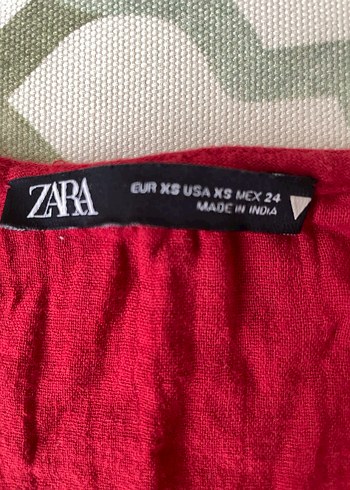 ZARA
EUR XS USA XS MEX 24
MADE IN INDIA